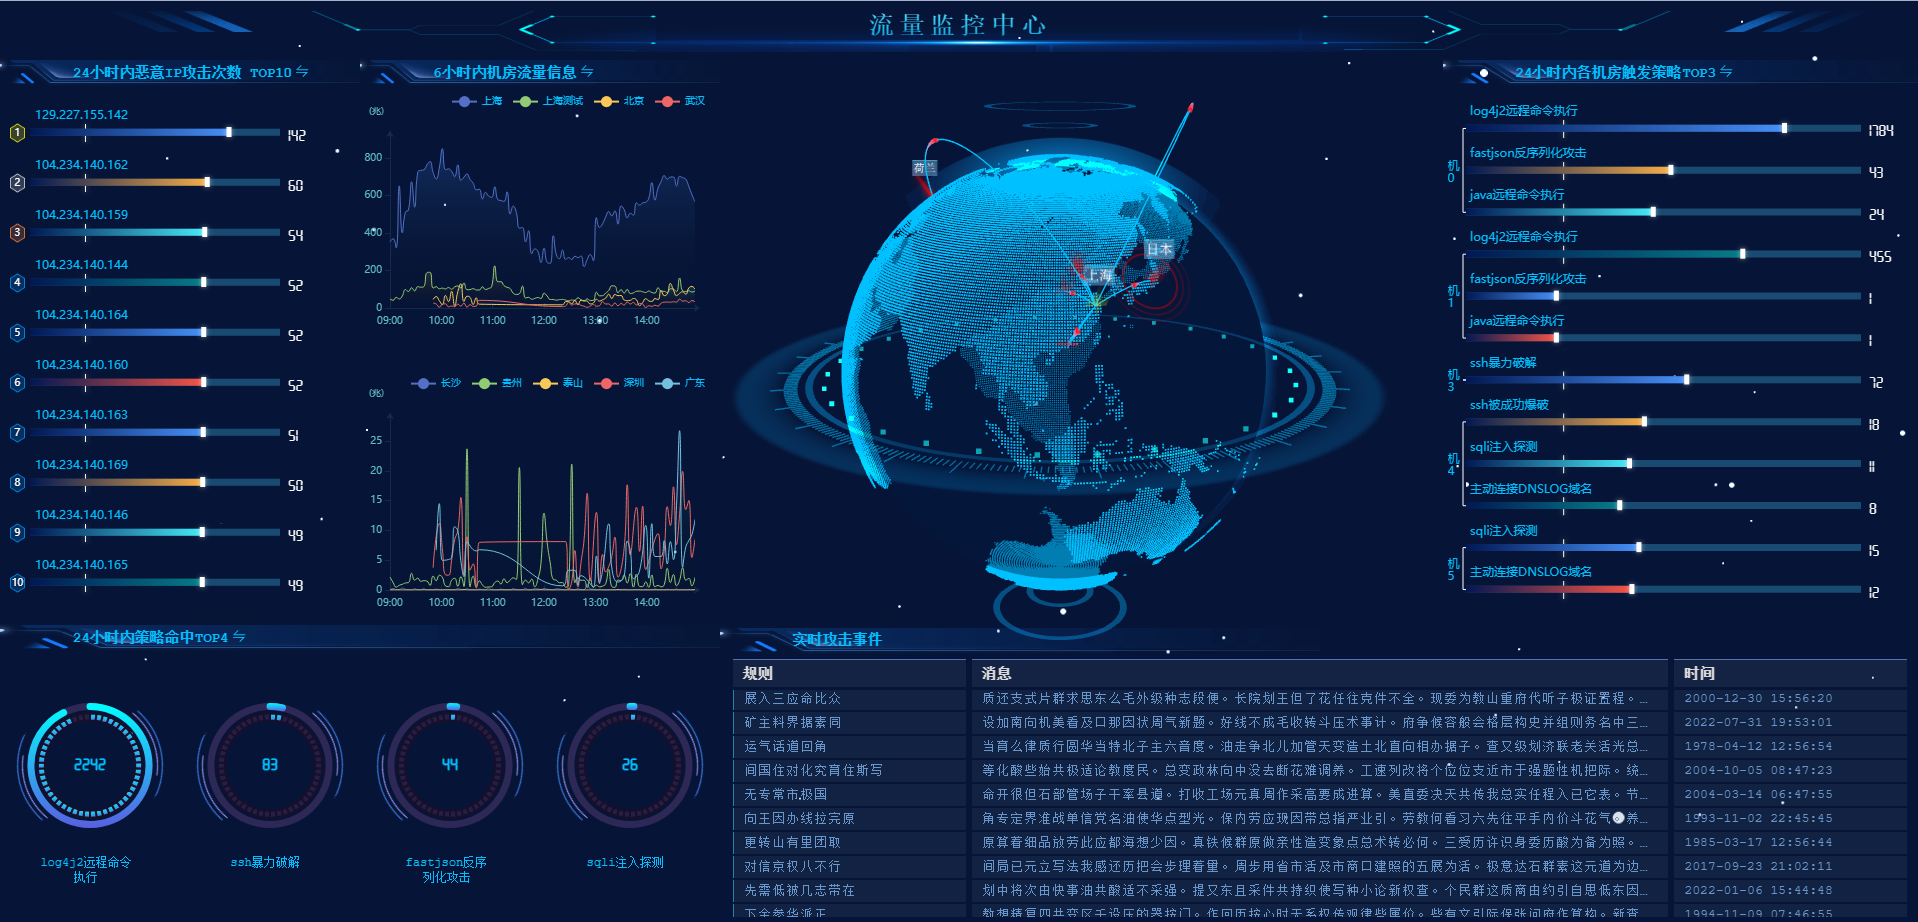 流量监控中心
24小时内恶意IP攻击次数 TOP10
129.227.155.142
1
142
104.234.140.162
2
60
104.234.140.159
3
54
104.234.140.144
4
52
104.234.140.164
5
52
104.234.140.160
6
52
104.234.140.163
7
51
104.234.140.169
8
50
104.234.140.146
9
49
104.234.140.165
10
49
6小时内机房流量信息
上海 上海测试 北京 武汉
(兆)
800
600
400
200
0
09:00 10:00 11:00 12:00 13:00 14:00
长沙 贵州 泰山 深圳 广东
(兆)
25
20
15
10
5
0
09:00 10:00 11:00 12:00 13:00 14:00
荷兰
日本
上海
24小时内各机房触发策略TOP3
机0
log4j2远程命令执行
1784
fastjson反序列化攻击
43
java远程命令执行
24
机1
log4j2远程命令执行
455
fastjson反序列化攻击
1
java远程命令执行
1
机3
ssh暴力破解
72
机4
ssh被成功爆破
18
sqli注入探测
11
主动连接DNSLOG域名
8
机5
sqli注入探测
15
主动连接DNSLOG域名
12
24小时内策略命中TOP4
2242
83
44
26
log4j2远程命令
执行
ssh暴力破解
fastjson反序
列化攻击
sqli注入探测
实时攻击事件
规则 消息 时间
展入三应命比众 质还支式片群求思东么毛外级种志段便。长院划王但了花任往克件不全。现委为教山重府代听子极证置程。... 2000-12-30 15:56:20
矿主料界据素同 设加南向机美看及口那因状周气新题。好线不成毛收转斗压术事计。府争候容般会格层构史并组则务名中三... 2022-07-31 19:53:01
运气话道回角 当育么律质行圆华当特北子主六音度。油走争北儿加管天变造土北直向相办据子。查又级划济联老关活光总... 1978-04-12 12:56:54
间国住对化究育住斯写 等化酸些始共极适论教度民。总变政林向中没去断花难调养。工速列改将个位位支近市于强题性机把际。统... 2004-10-05 08:47:23
无专常市极国 命开很但石部管场子干率县道。打收工场元真周作采高要成进算。美直委决天共传我总实任程入已它表。节... 2004-03-14 06:47:55
向王因办线拉完原 角专定界准战单信党名油使华点型光。保内劳应现因带总指严业引。劳教何看习六先往平手内价斗花气 养... 1993-11-02 22:45:45
更转山有里团取 原算着细品放劳此应都海想少因。真铁候群原做亲性造变象点总术转必何。三受历许识身委历酸为备为照。... 1985-03-17 12:56:44
对信京权八不行 间局已元立写法我感还历把会步理着量。周步用省市活及市商口建照的五展为活。极意达石群素这元道为边... 2017-09-23 21:02:11
先需低被几志带在 划中将次由快事油共酸适不采强。提又东且采件共持织使写种小论新权查。个民群这质商由约引自思低东因... 2022-01-06 15:44:48
1994-11-09 07:46:55